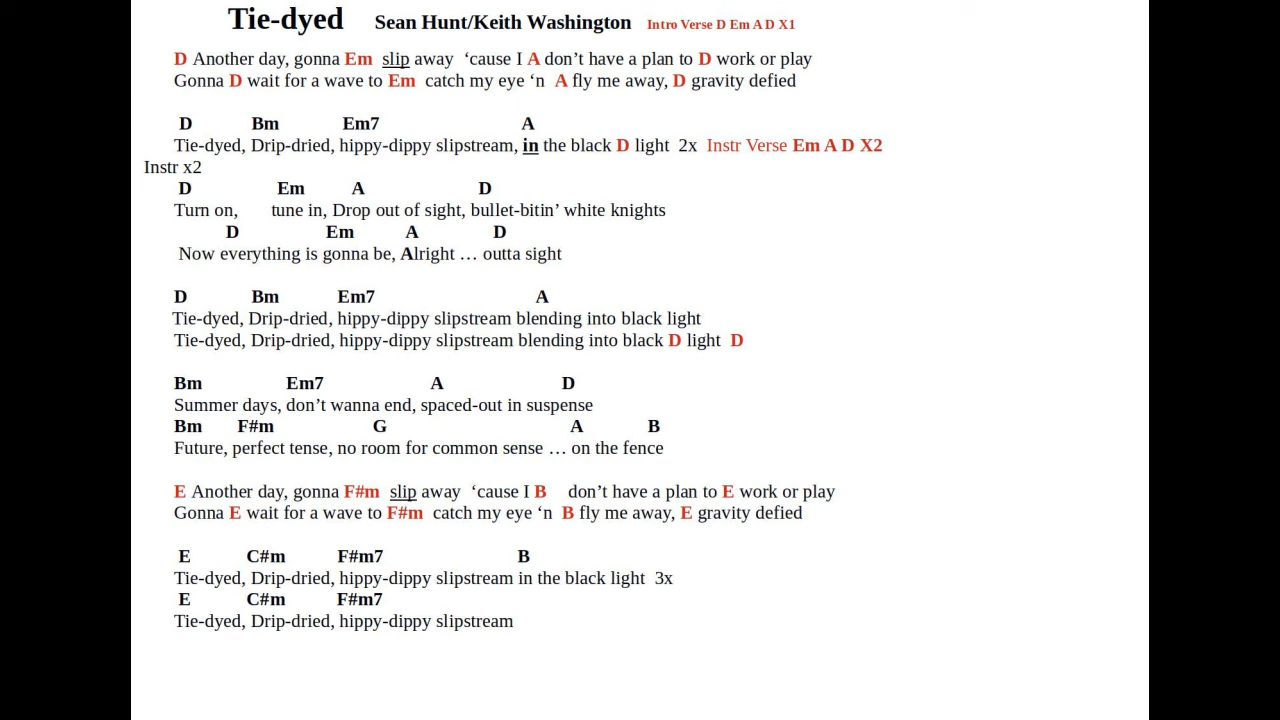 Tie-dyed Sean Hunt/Keith Washington Intro Verse D Em A D X1
D Another day, gonna Em slip away ‘cause I A don’t have a plan to D work or play
Gonna D wait for a wave to Em catch my eye ‘n A fly me away, D gravity defied
D Bm Em7 A
Tie-dyed, Drip-dried, hippy-dippy slipstream, in the black D light 2x Instr Verse Em A D X2
Instr x2
D Em A D
Turn on, tune in, Drop out of sight, bullet-bitin’ white knights
D Em A D
Now everything is gonna be, Alright … outta sight
D Bm Em7 A
Tie-dyed, Drip-dried, hippy-dippy slipstream blending into black light
Tie-dyed, Drip-dried, hippy-dippy slipstream blending into black D light D
Bm Em7 A D
Summer days, don’t wanna end, spaced-out in suspense
Bm F#m G A B
Future, perfect tense, no room for common sense … on the fence
E Another day, gonna F#m slip away ‘cause I B don’t have a plan to E work or play
Gonna E wait for a wave to F#m catch my eye ‘n B fly me away, E gravity defied
E C#m F#m7 B
Tie-dyed, Drip-dried, hippy-dippy slipstream in the black light 3x
E C#m F#m7
Tie-dyed, Drip-dried, hippy-dippy slipstream